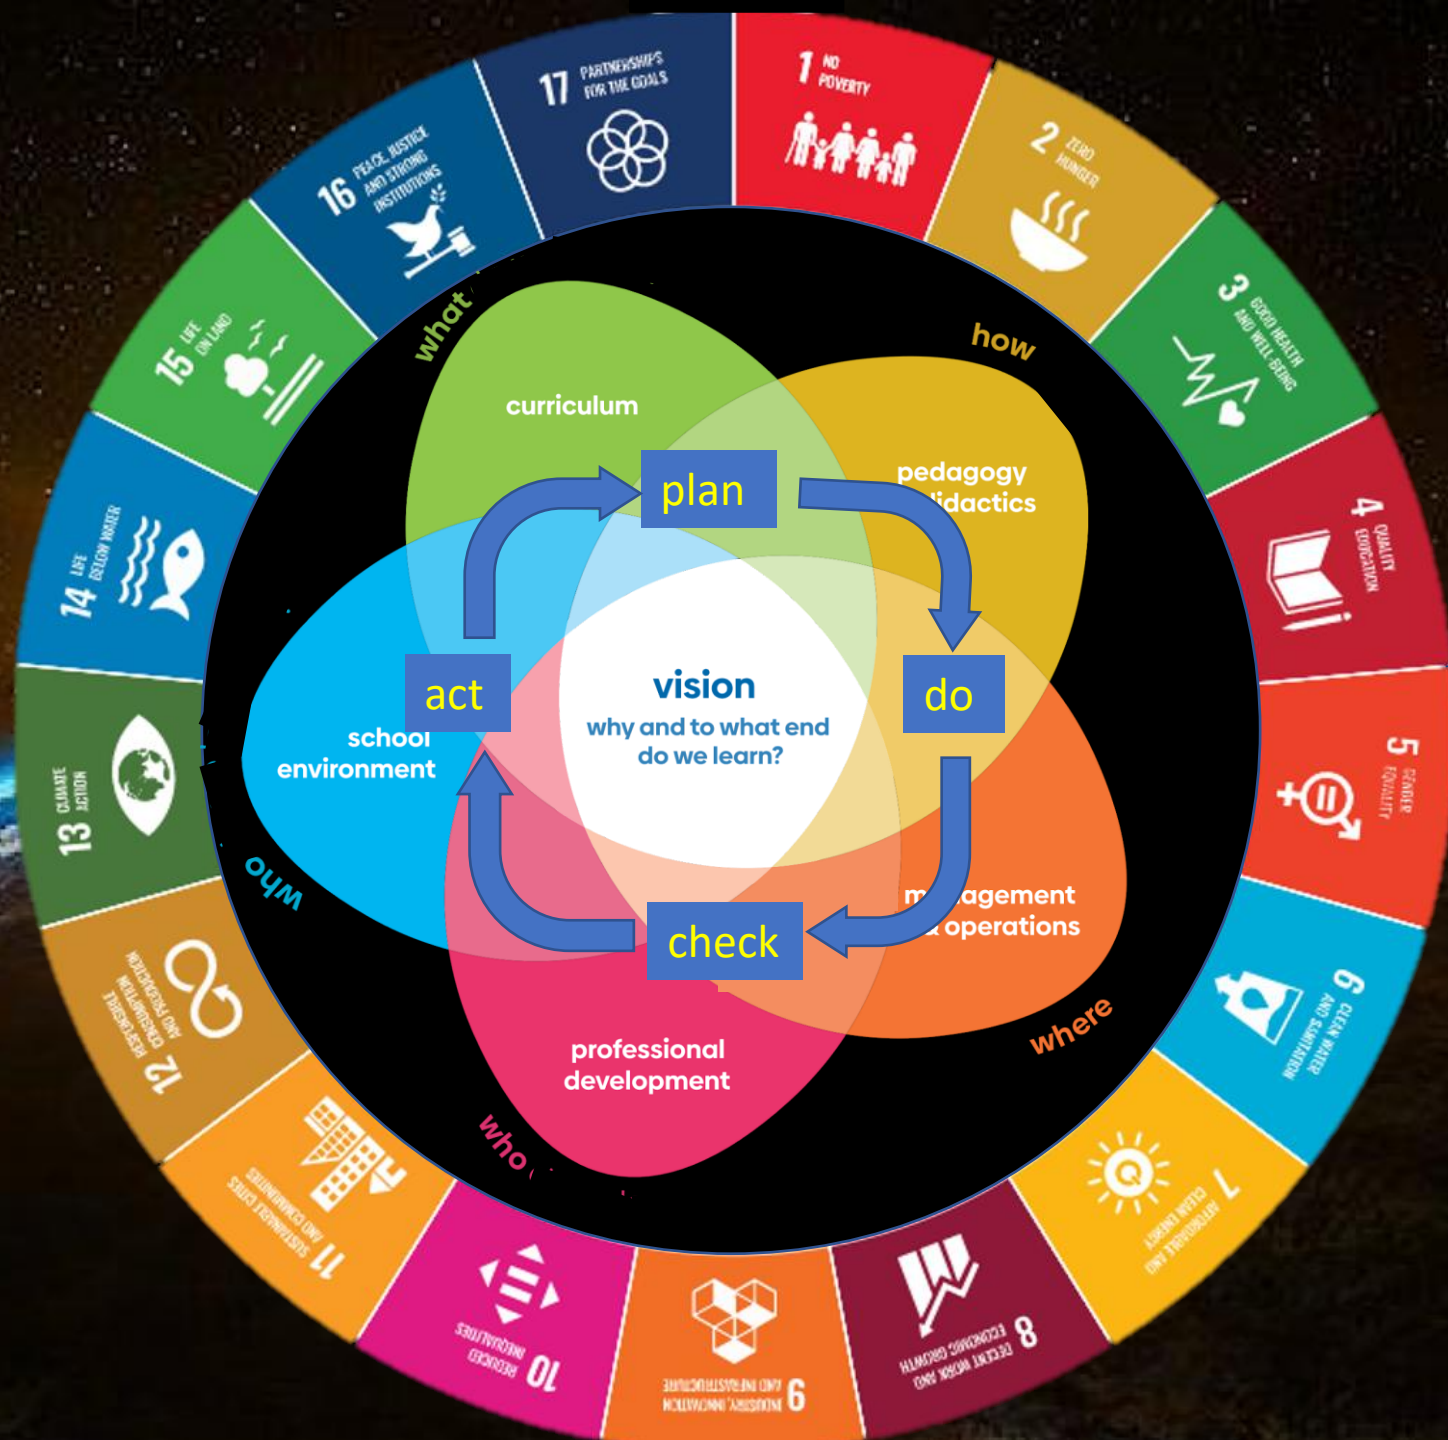 17 PARTNERSHIPS
FOR THE GOALS
1 NO
POVERTY
2 ZERO
HUNGER
3 GOOD HEALTH
AND WELL-BEING
4 QUALITY
EDUCATION
5 GENDER
EQUALITY
6 CLEAN WATER
AND SANITATION
7 AFFORDABLE AND
CLEAN ENERGY
8 DECENT WORK AND
ECONOMIC GROWTH
9 INDUSTRY, INNOVATION
AND INFRASTRUCTURE
10 REDUCED
INEQUALITIES
11 SUSTAINABLE CITIES
AND COMMUNITIES
12 RESPONSIBLE
CONSUMPTION
AND PRODUCTION
13 CLIMATE
ACTION
14 LIFE
BELOW WATER
15 LIFE
ON LAND
16 PEACE, JUSTICE
AND STRONG
INSTITUTIONS
what
how
where
who
who
curriculum
pedagogy
didactics
plan
do
check
act
vision
why and to what end
do we learn?
school
environment
management
& operations
professional
development